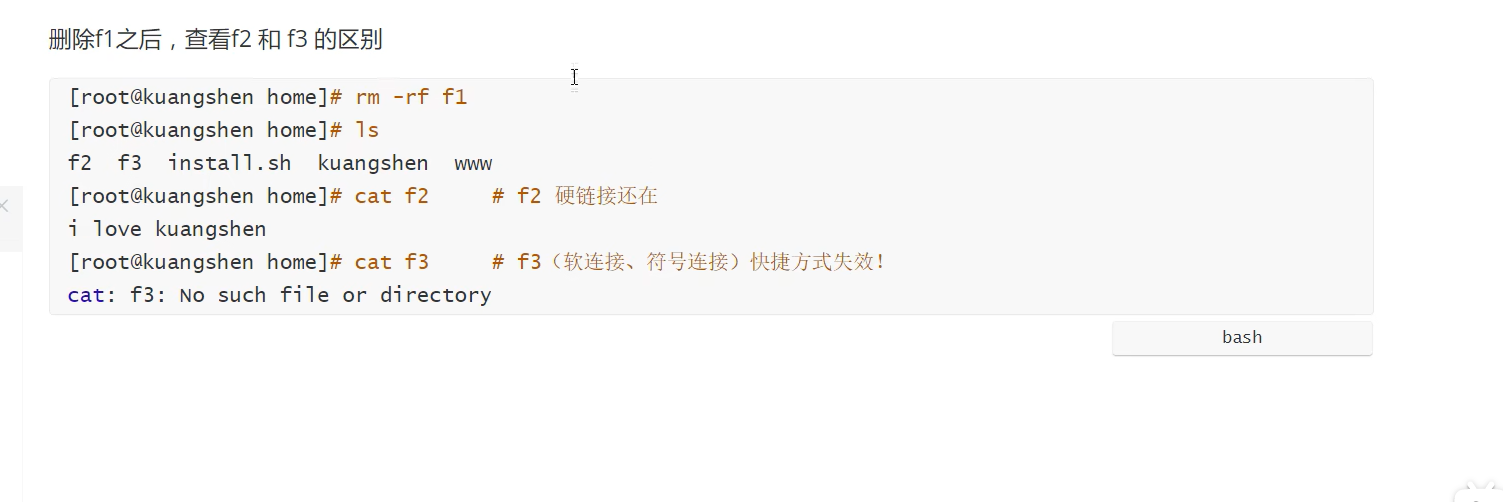 删除f1之后，查看f2 和 f3 的区别
[root@kuangshen home]# rm -rf f1
[root@kuangshen home]# ls
f2  f3  install.sh  kuangshen  www
[root@kuangshen home]# cat f2     # f2 硬链接还在
i love kuangshen
[root@kuangshen home]# cat f3     # f3（软连接、符号连接）快捷方式失效！
cat: f3: No such file or directory
bash